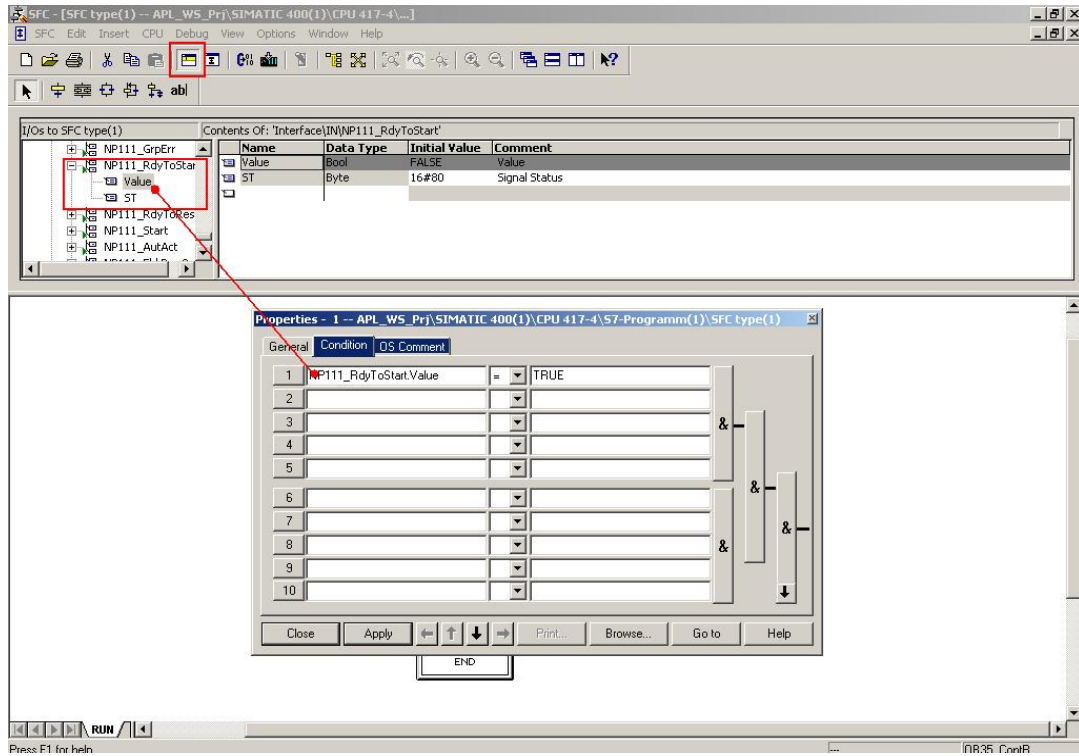 SFC - [SFC type(1) -- APL_WS_Prj\SIMATIC 400(1)\CPU 417-4\...]
SFC Edit Insert CPU Debug View Options Window Help
abl
I/Os to SFC type(1) Contents Of: 'Interface\IN\NP111_RdyToStart'
NP111_GrpErr
NP111_RdyToStar
Value
ST
NP111_RdyToRes
NP111_Start
NP111_AutAct
Name Data Type Initial Value Comment
Value Bool FALSE Value
ST Byte 16#80 Signal Status
Properties - 1 -- APL_WS_Prj\SIMATIC 400(1)\CPU 417-4\S7-Programm(1)\SFC type(1)
General Condition OS Comment
1 NP111_RdyToStart.Value = TRUE
2
3
&
4
5
6
&
7
&
8
&
9
10
Close Apply Print... Browse... Go to Help
END
RUN
Press F1 for help. --- OB35 ContB